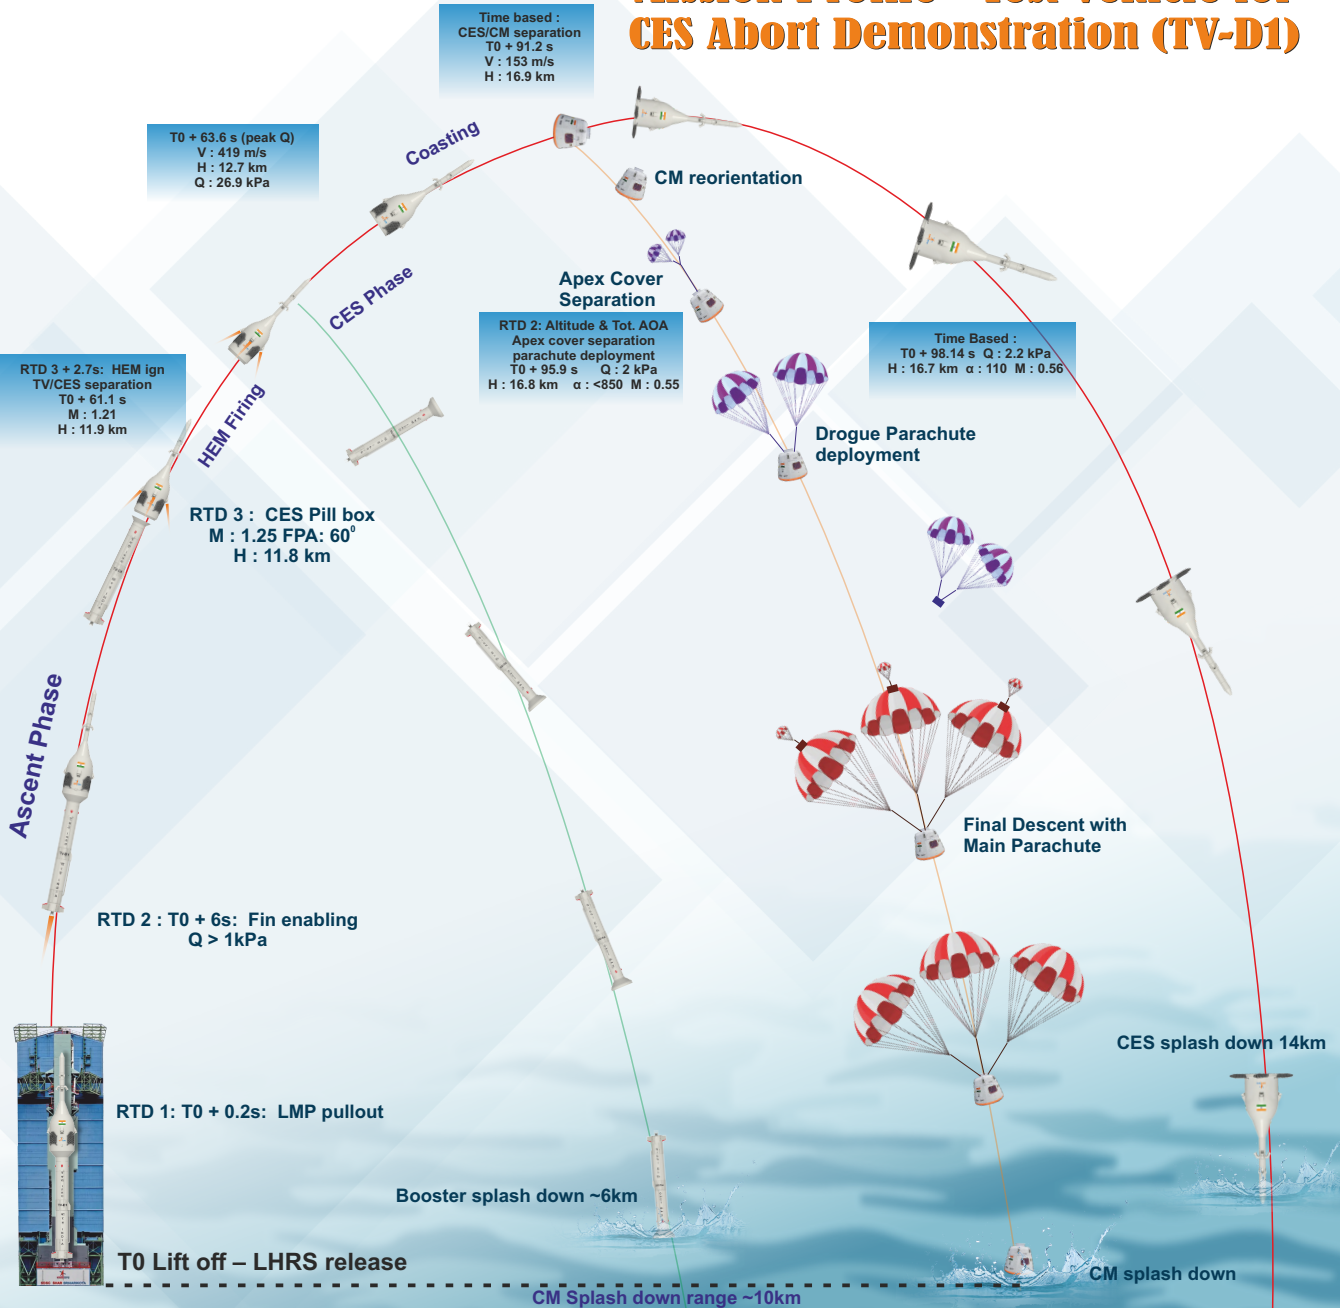 Mission Profile - Test Vehicle for
CES Abort Demonstration (TV-D1)
Time based :
CES/CM separation
T0 + 91.2 s
V : 153 m/s
H : 16.9 km
T0 + 63.6 s (peak Q)
V : 419 m/s
H : 12.7 km
Q : 26.9 kPa
Coasting
CM reorientation
CES Phase
Apex Cover
Separation
RTD 2: Altitude & Tot. AOA
Apex cover separation
parachute deployment
T0 + 95.9 s Q : 2 kPa
H : 16.8 km α : <850 M : 0.55
Time Based :
T0 + 98.14 s Q : 2.2 kPa
H : 16.7 km α : 110 M : 0.56
RTD 3 + 2.7s: HEM ign
TV/CES separation
T0 + 61.1 s
M : 1.21
H : 11.9 km
HEM Firing
Drogue Parachute
deployment
RTD 3 : CES Pill box
M : 1.25 FPA: 60⁰
H : 11.8 km
Ascent Phase
Final Descent with
Main Parachute
RTD 2 : T0 + 6s: Fin enabling
Q > 1kPa
CES splash down 14km
RTD 1: T0 + 0.2s: LMP pullout
Booster splash down ~6km
T0 Lift off – LHRS release
CM splash down
CM Splash down range ~10km